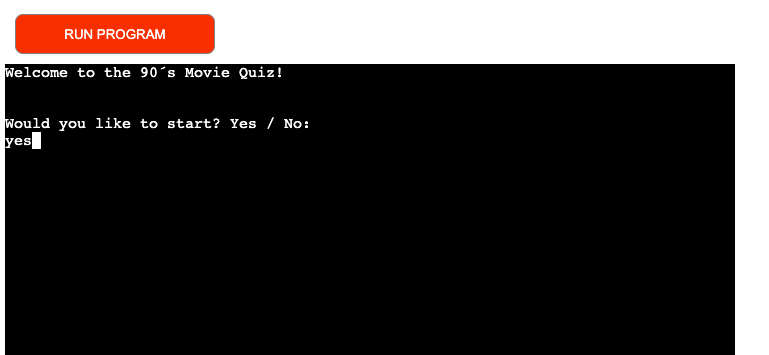 RUN PROGRAM
Welcome to the 90´s Movie Quiz!
Would you like to start? Yes / No:
yes